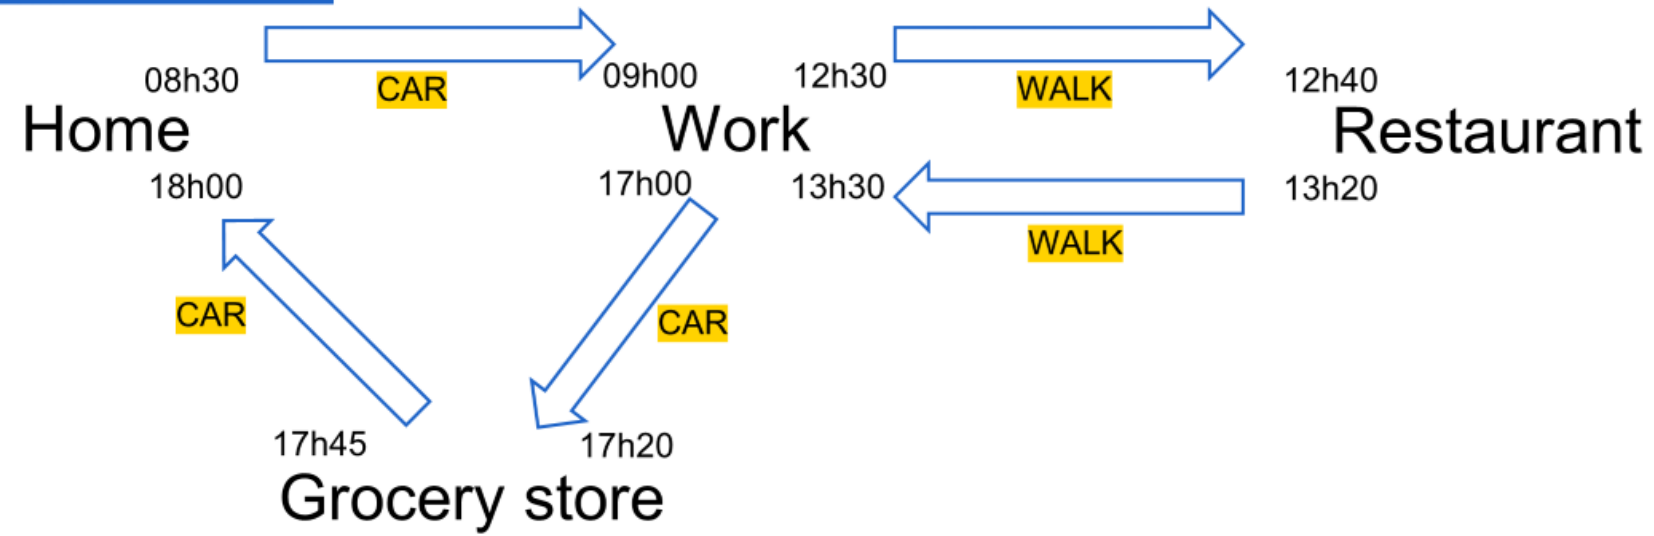 08h30
CAR
09h00
12h30
WALK
12h40
Home
Work
Restaurant
18h00
17h00
13h30
13h20
WALK
CAR
CAR
17h45
17h20
Grocery store